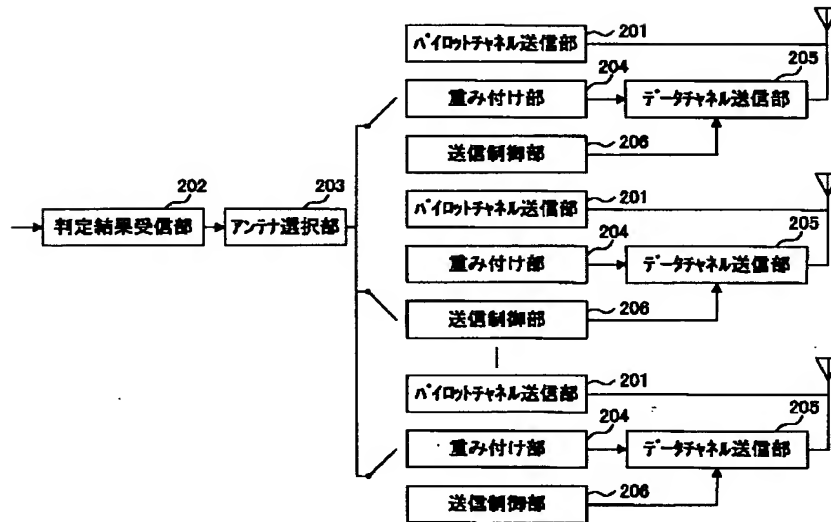 パイロットチャネル送信部
201
重み付け部
204
データチャネル送信部
205
送信制御部
206
判定結果受信部
202
アンテナ選択部
203
パイロットチャネル送信部
201
重み付け部
204
データチャネル送信部
205
送信制御部
206
パイロットチャネル送信部
201
重み付け部
204
データチャネル送信部
205
送信制御部
206